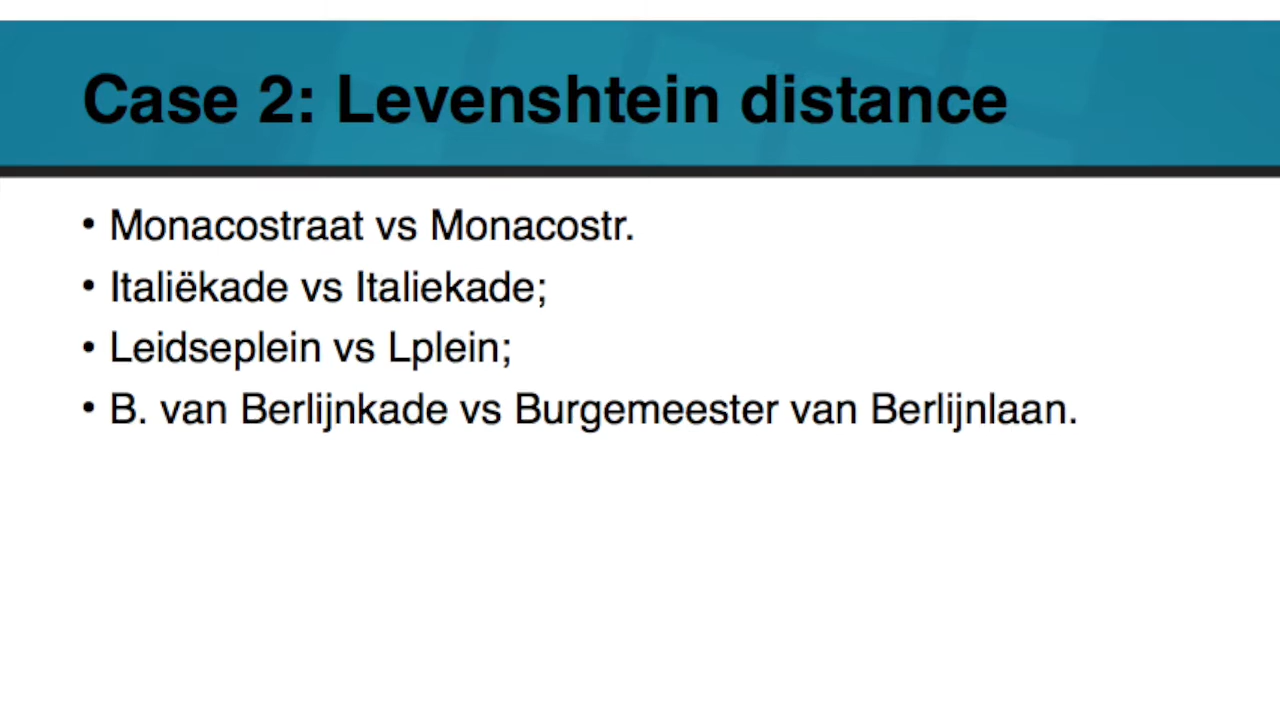 Case 2: Levenshtein distance
• Monacostraat vs Monacostr.
• Italiëkade vs Italiekade;
• Leidseplein vs Lplein;
• B. van Berlijnkade vs Burgemeester van Berlijnlaan.